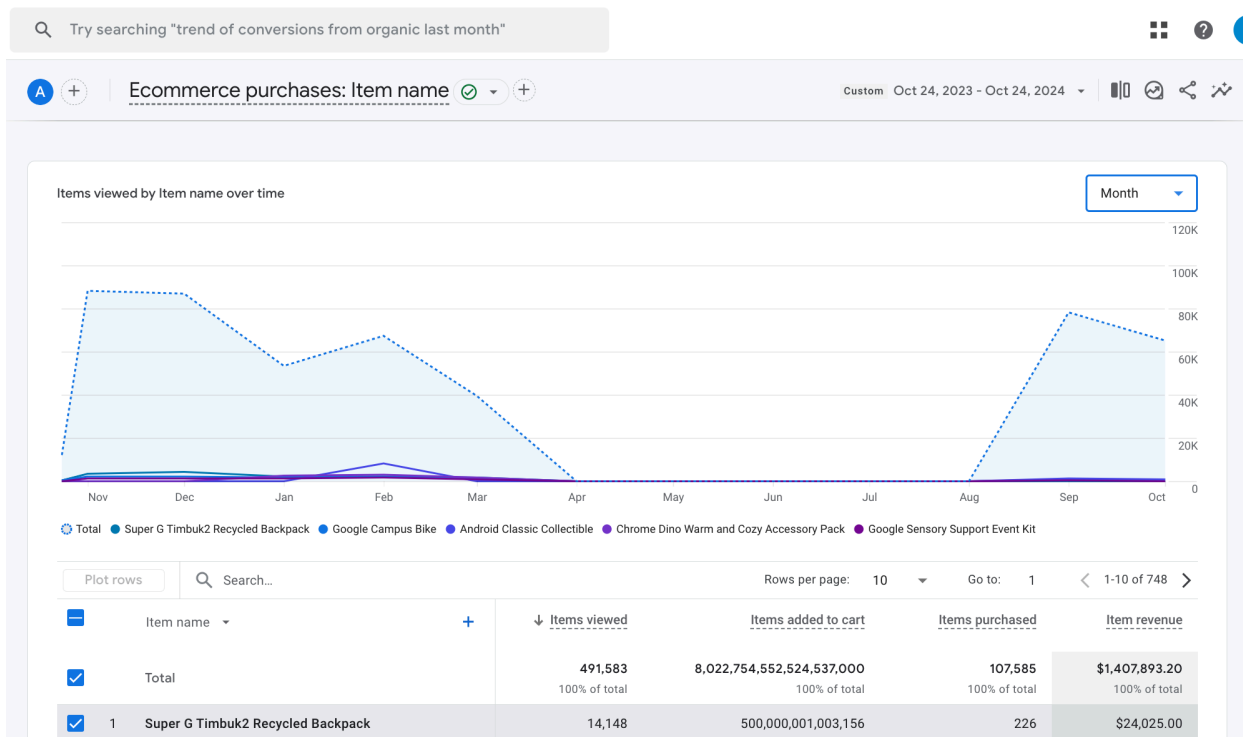 Try searching "trend of conversions from organic last month"
A Ecommerce purchases: Item name Custom Oct 24, 2023 - Oct 24, 2024
Items viewed by Item name over time
Month
120K
100K
80K
60K
40K
20K
0
Nov Dec Jan Feb Mar Apr May Jun Jul Aug Sep Oct
Total Super G Timbuk2 Recycled Backpack Google Campus Bike Android Classic Collectible Chrome Dino Warm and Cozy Accessory Pack Google Sensory Support Event Kit
Plot rows Search... Rows per page: 10 Go to: 1 1-10 of 748
Item name Items viewed Items added to cart Items purchased Item revenue
Total 491,583 8,022,754,552,524,537,000 107,585 $1,407,893.20
100% of total 100% of total 100% of total 100% of total
1 Super G Timbuk2 Recycled Backpack 14,148 500,000,001,003,156 226 $24,025.00